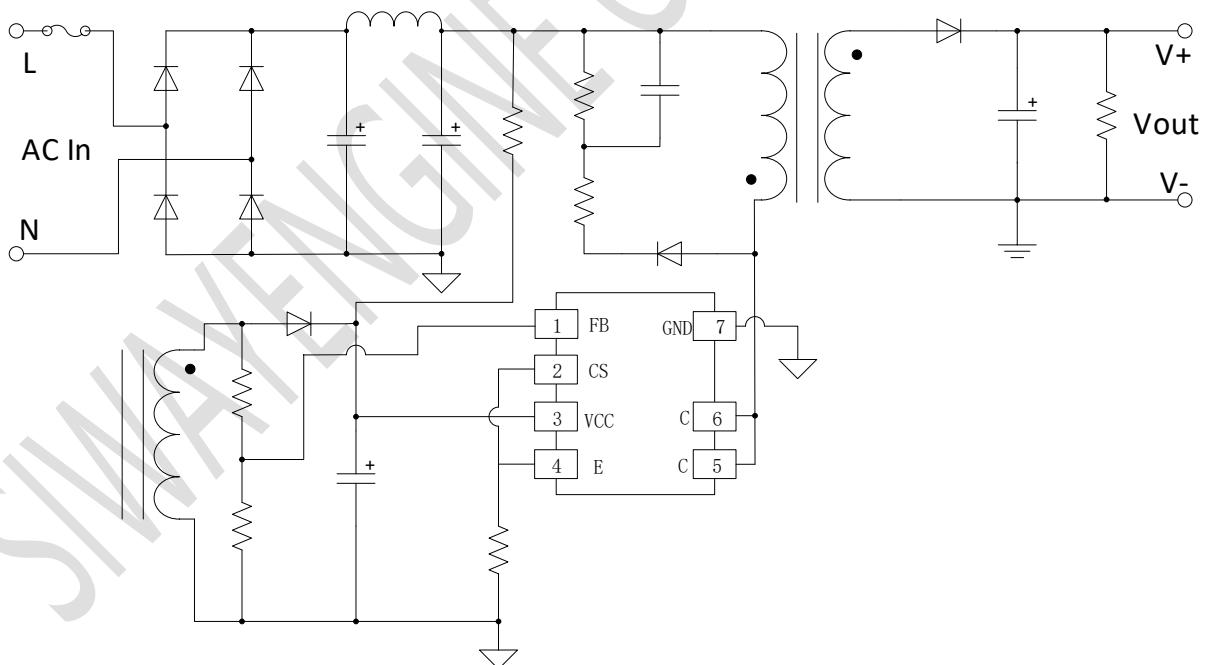 L
AC In
N
V+
Vout
V-
1 FB
2 CS
3 VCC
4 E
GND 7
C 6
C 5
+
+
+
+
SIWAYENGINE